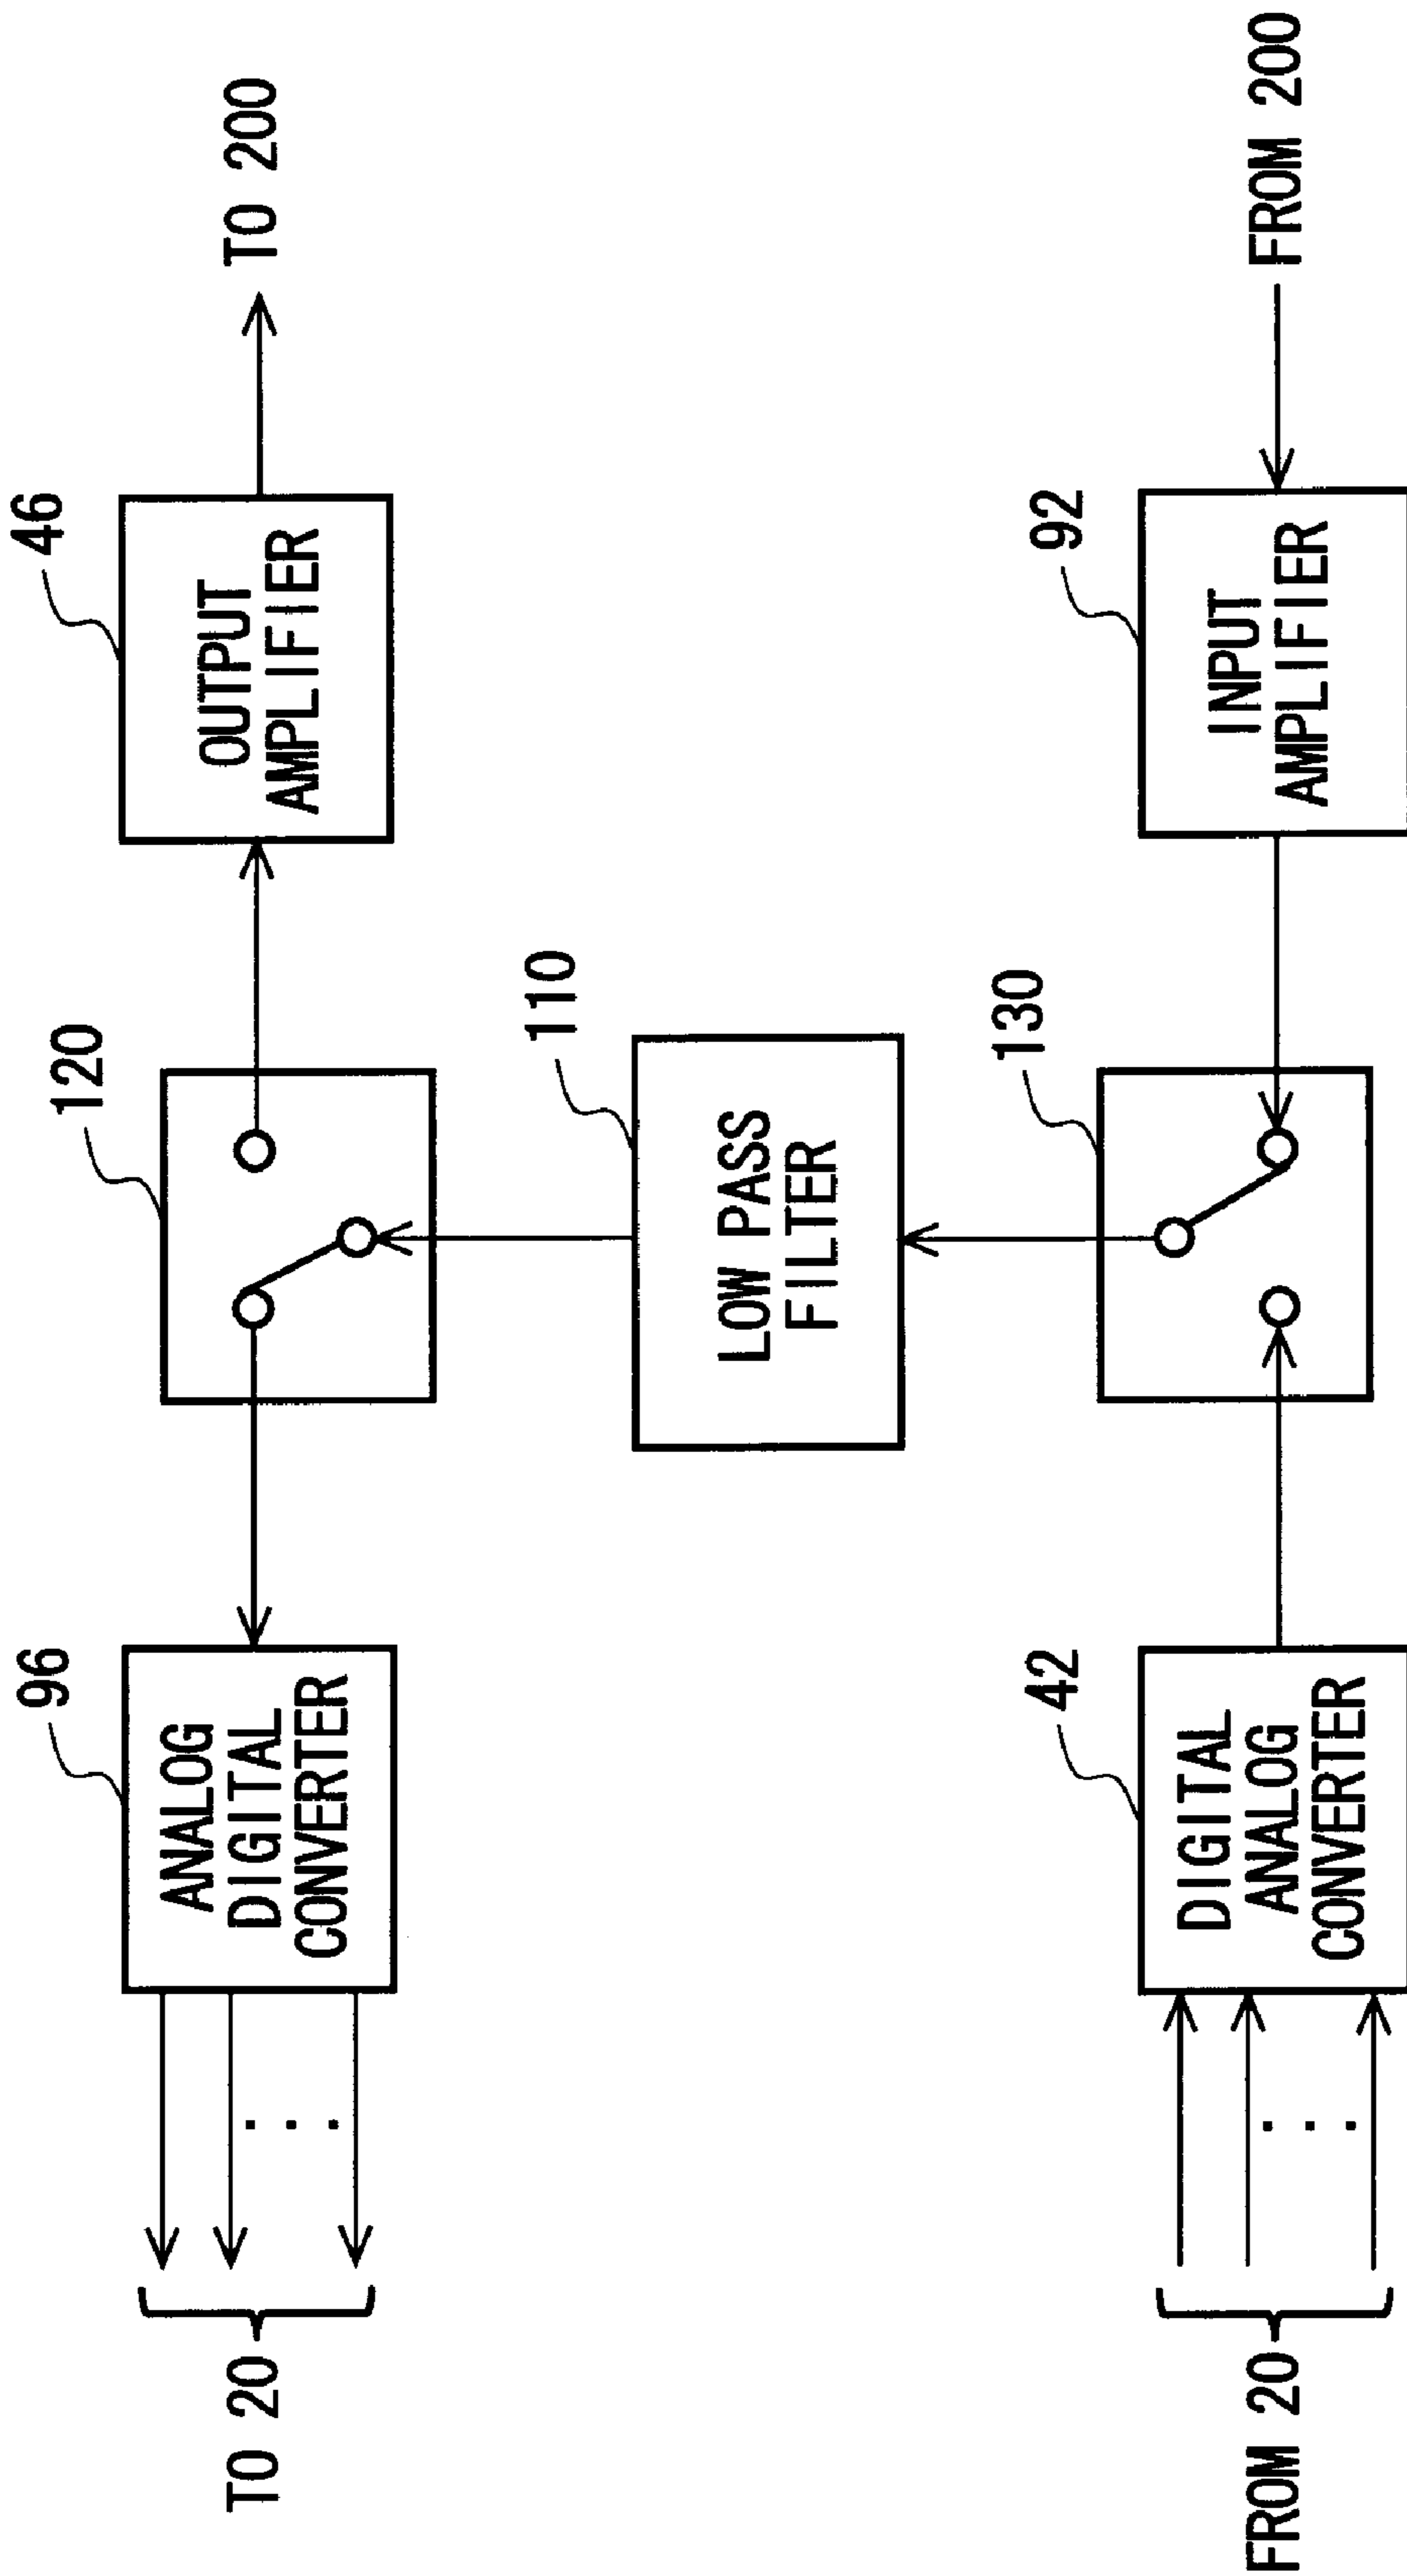 TO 20
96
ANALOG
DIGITAL
CONVERTER
120
46
OUTPUT
AMPLIFIER
TO 200
110
LOW PASS
FILTER
FROM 20
42
DIGITAL
ANALOG
CONVERTER
130
92
INPUT
AMPLIFIER
FROM 200